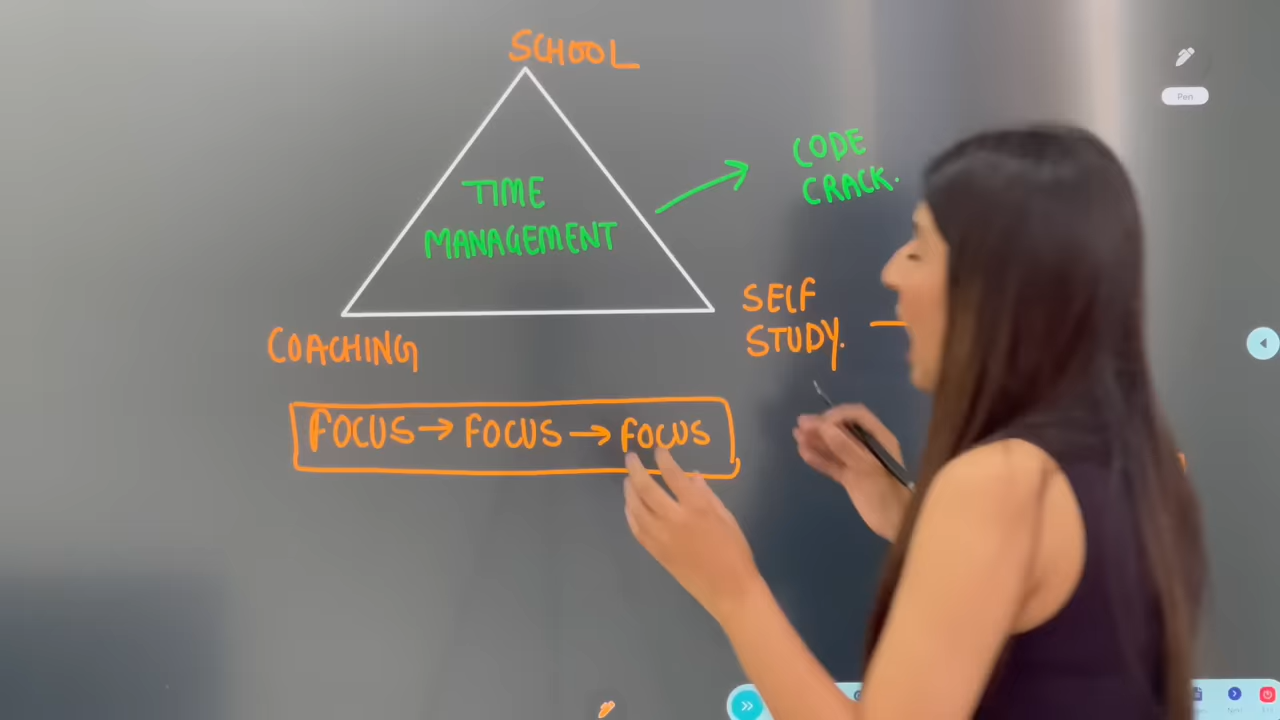 SCHOOL
TIME
MANAGEMENT
CODE
CRACK.
SELF
STUDY.
COACHING
FOCUS → FOCUS → FOCUS
Pen